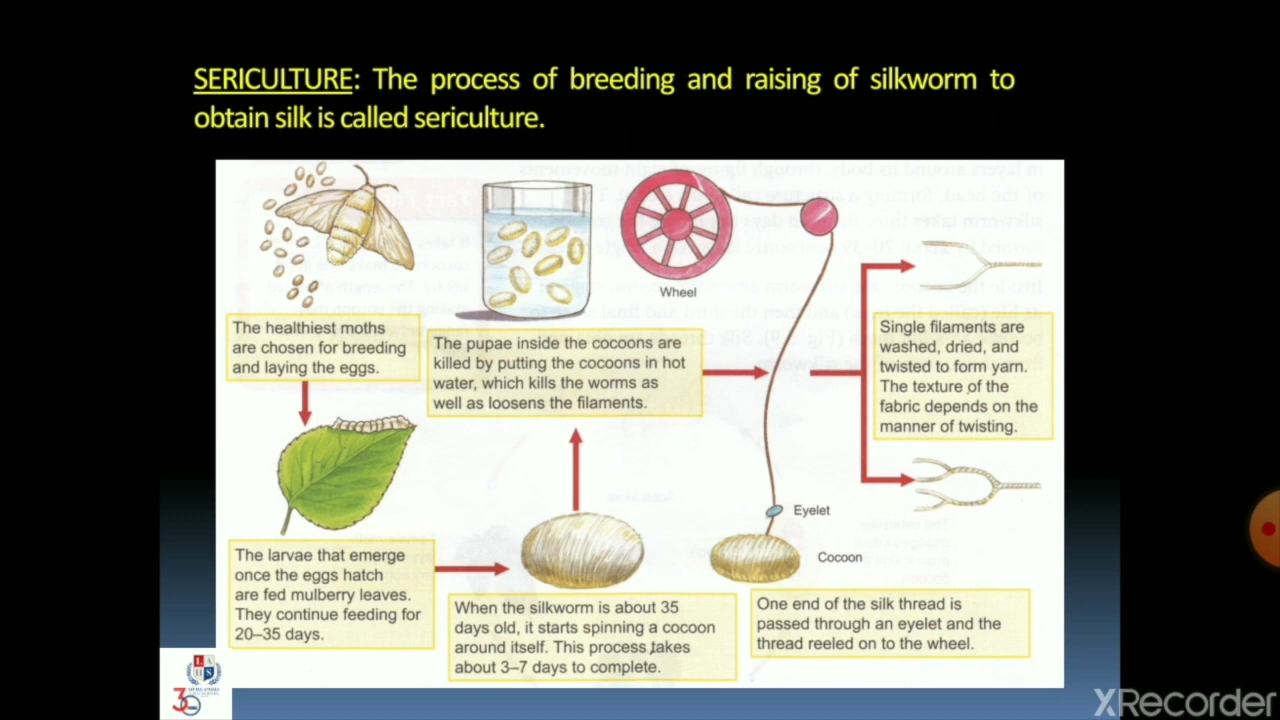 SERICULTURE: The process of breeding and raising of silkworm to
obtain silk is called sericulture.
The healthiest moths
are chosen for breeding
and laying the eggs.
The pupae inside the cocoons are
killed by putting the cocoons in hot
water, which kills the worms as
well as loosens the filaments.
Wheel
Single filaments are
washed, dried, and
twisted to form yarn.
The texture of the
fabric depends on the
manner of twisting.
The larvae that emerge
once the eggs hatch
are fed mulberry leaves.
They continue feeding for
20–35 days.
When the silkworm is about 35
days old, it starts spinning a cocoon
around itself. This process takes
about 3–7 days to complete.
Eyelet
Cocoon
One end of the silk thread is
passed through an eyelet and the
thread reeled on to the wheel.
LAHS
30
XRecorder